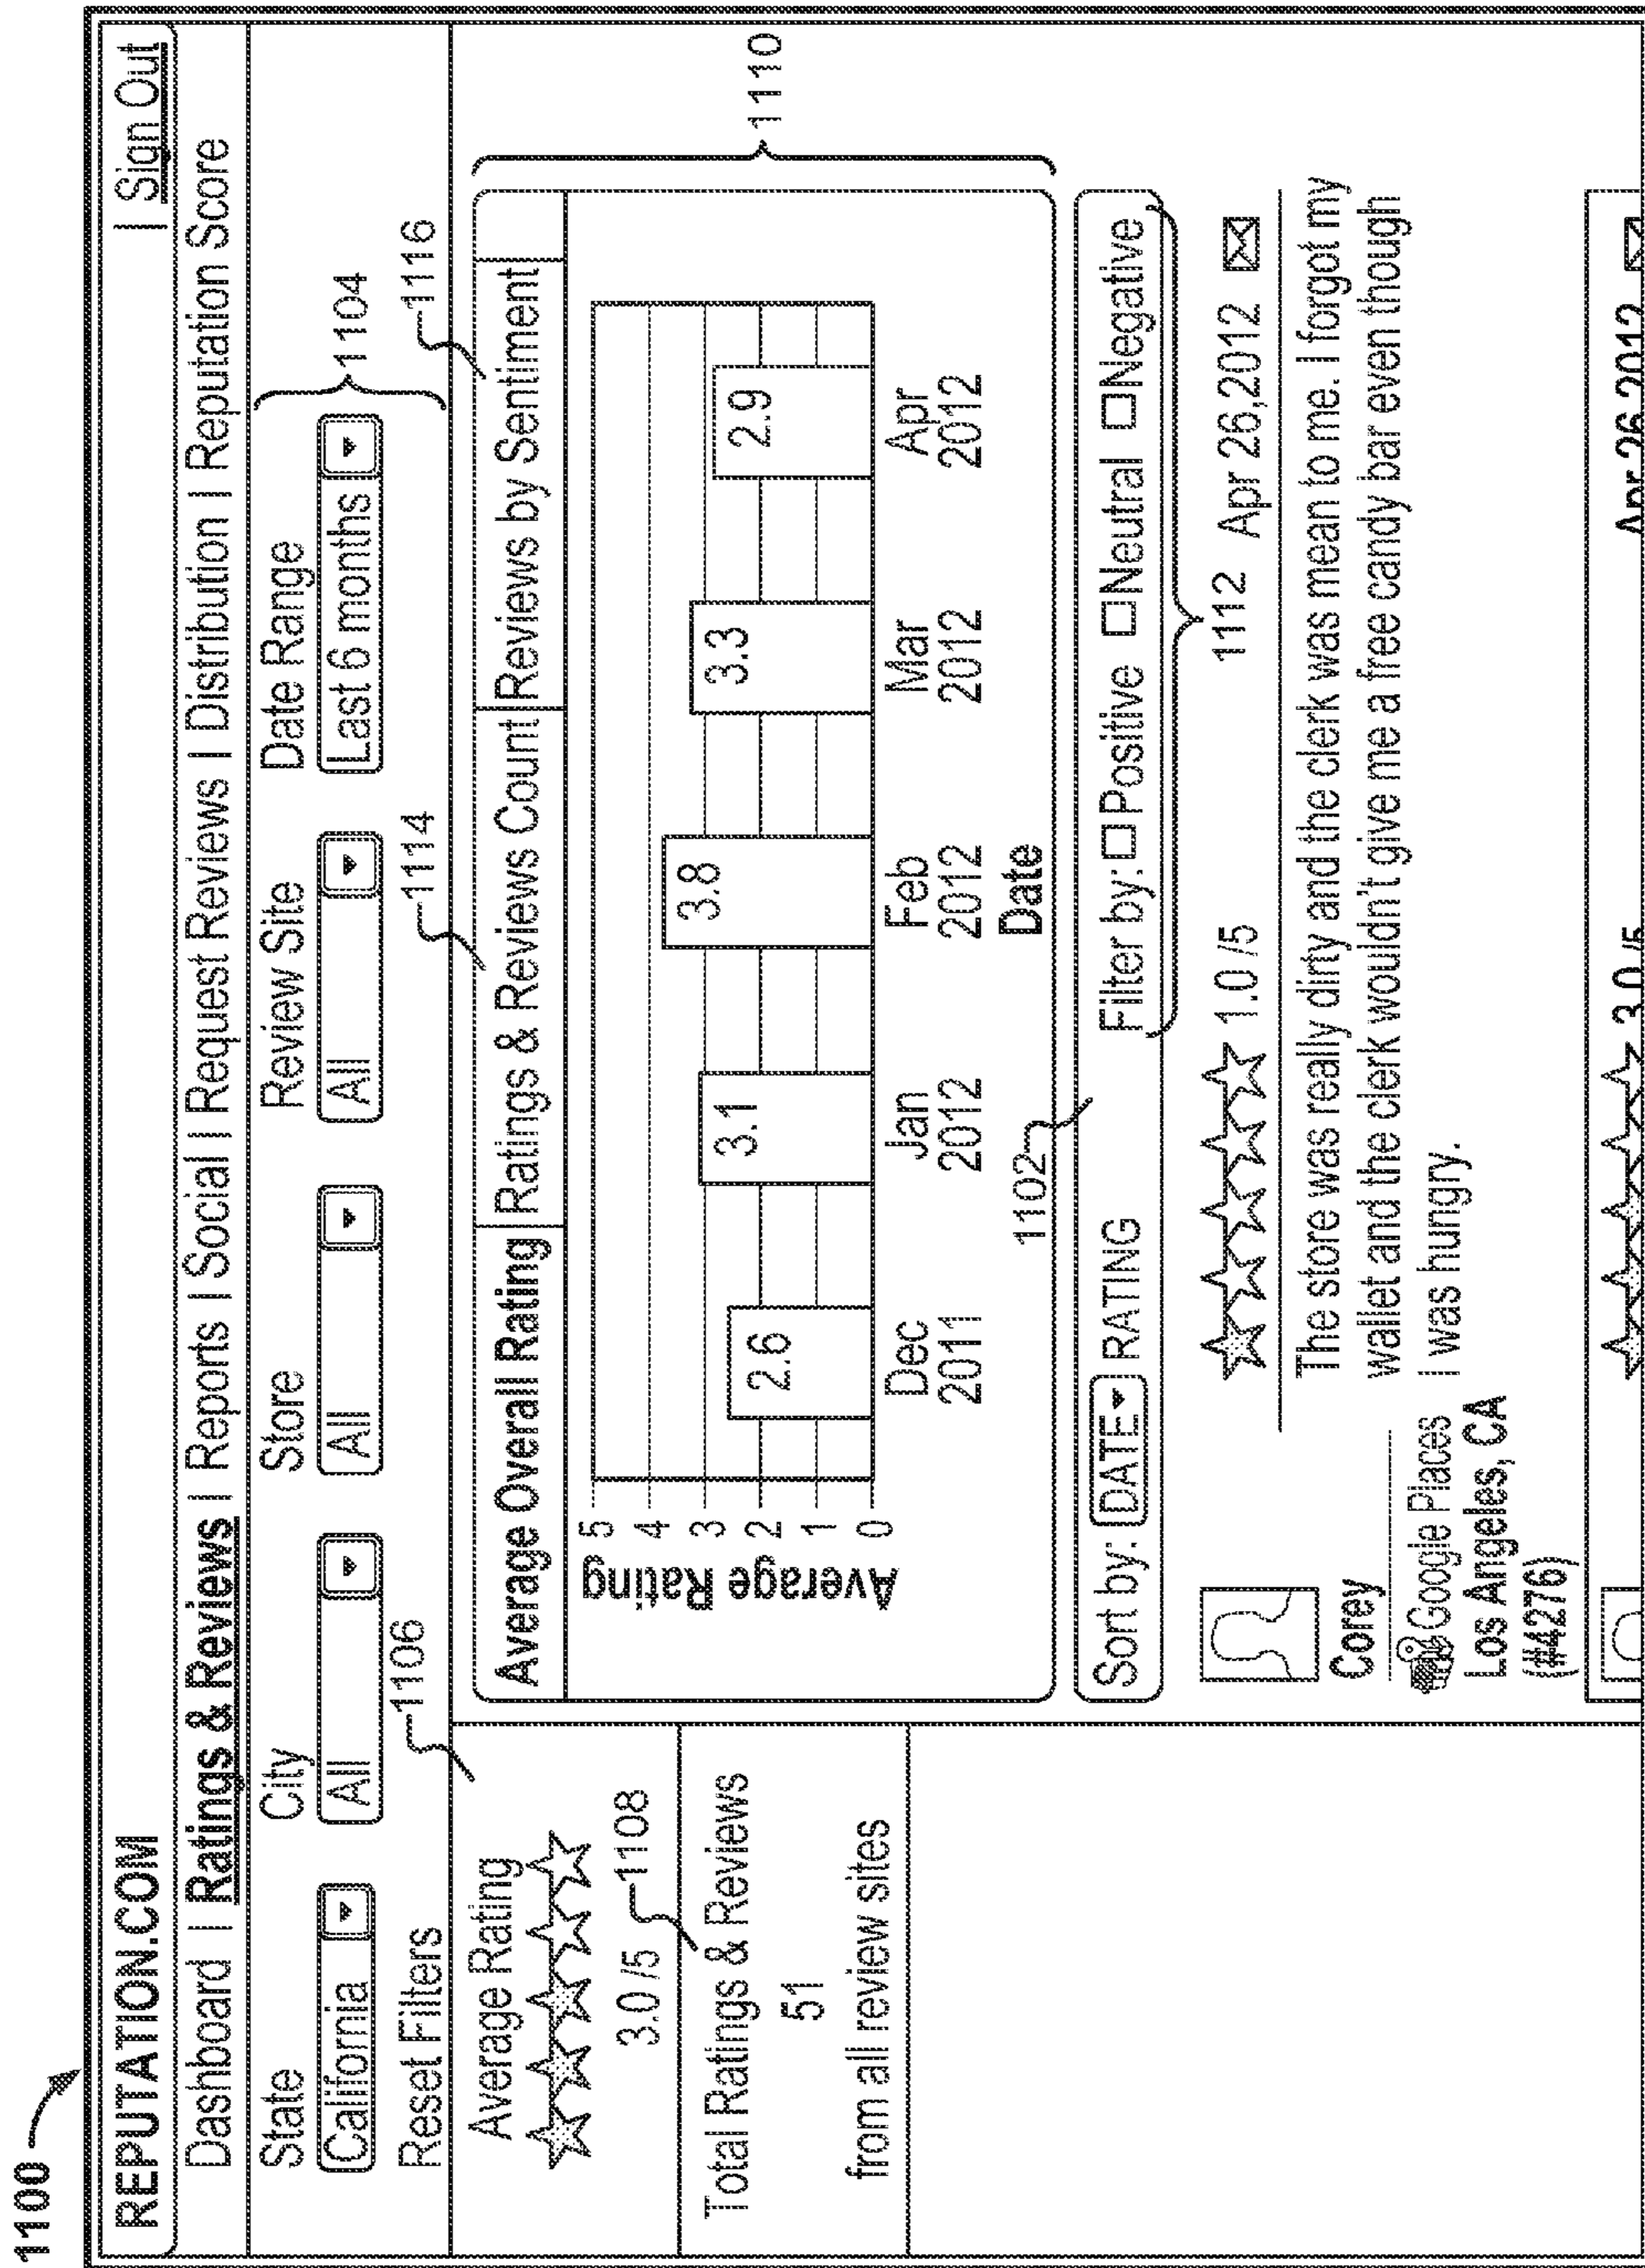 1100
REPUTATION.COM | Sign Out
Dashboard | Ratings & Reviews | Reports | Social | Request Reviews | Distribution | Reputation Score
State City Store Review Site Date Range
California All All All Last 6 months
1104
Reset Filters
1106
1114
1116
Average Rating
3.0 /5
1108
Total Ratings & Reviews
51
from all review sites
Average Overall Rating Ratings & Reviews Count Reviews by Sentiment
1110
Average Rating
5
4
3
2
1
0
2.6 3.1 3.8 3.3 2.9
Dec Jan Feb Mar Apr
2011 2012 2012 2012 2012
Date
1102
Sort by: DATE RATING Filter by: Positive Neutral Negative
1112
1.0 /5 Apr 26,2012
The store was really dirty and the clerk was mean to me. I forgot my
wallet and the clerk wouldn't give me a free candy bar even though
I was hungry.
Corey
Google Places
Los Angeles, CA
(#4276)
3.0 /5 Apr 26,2012